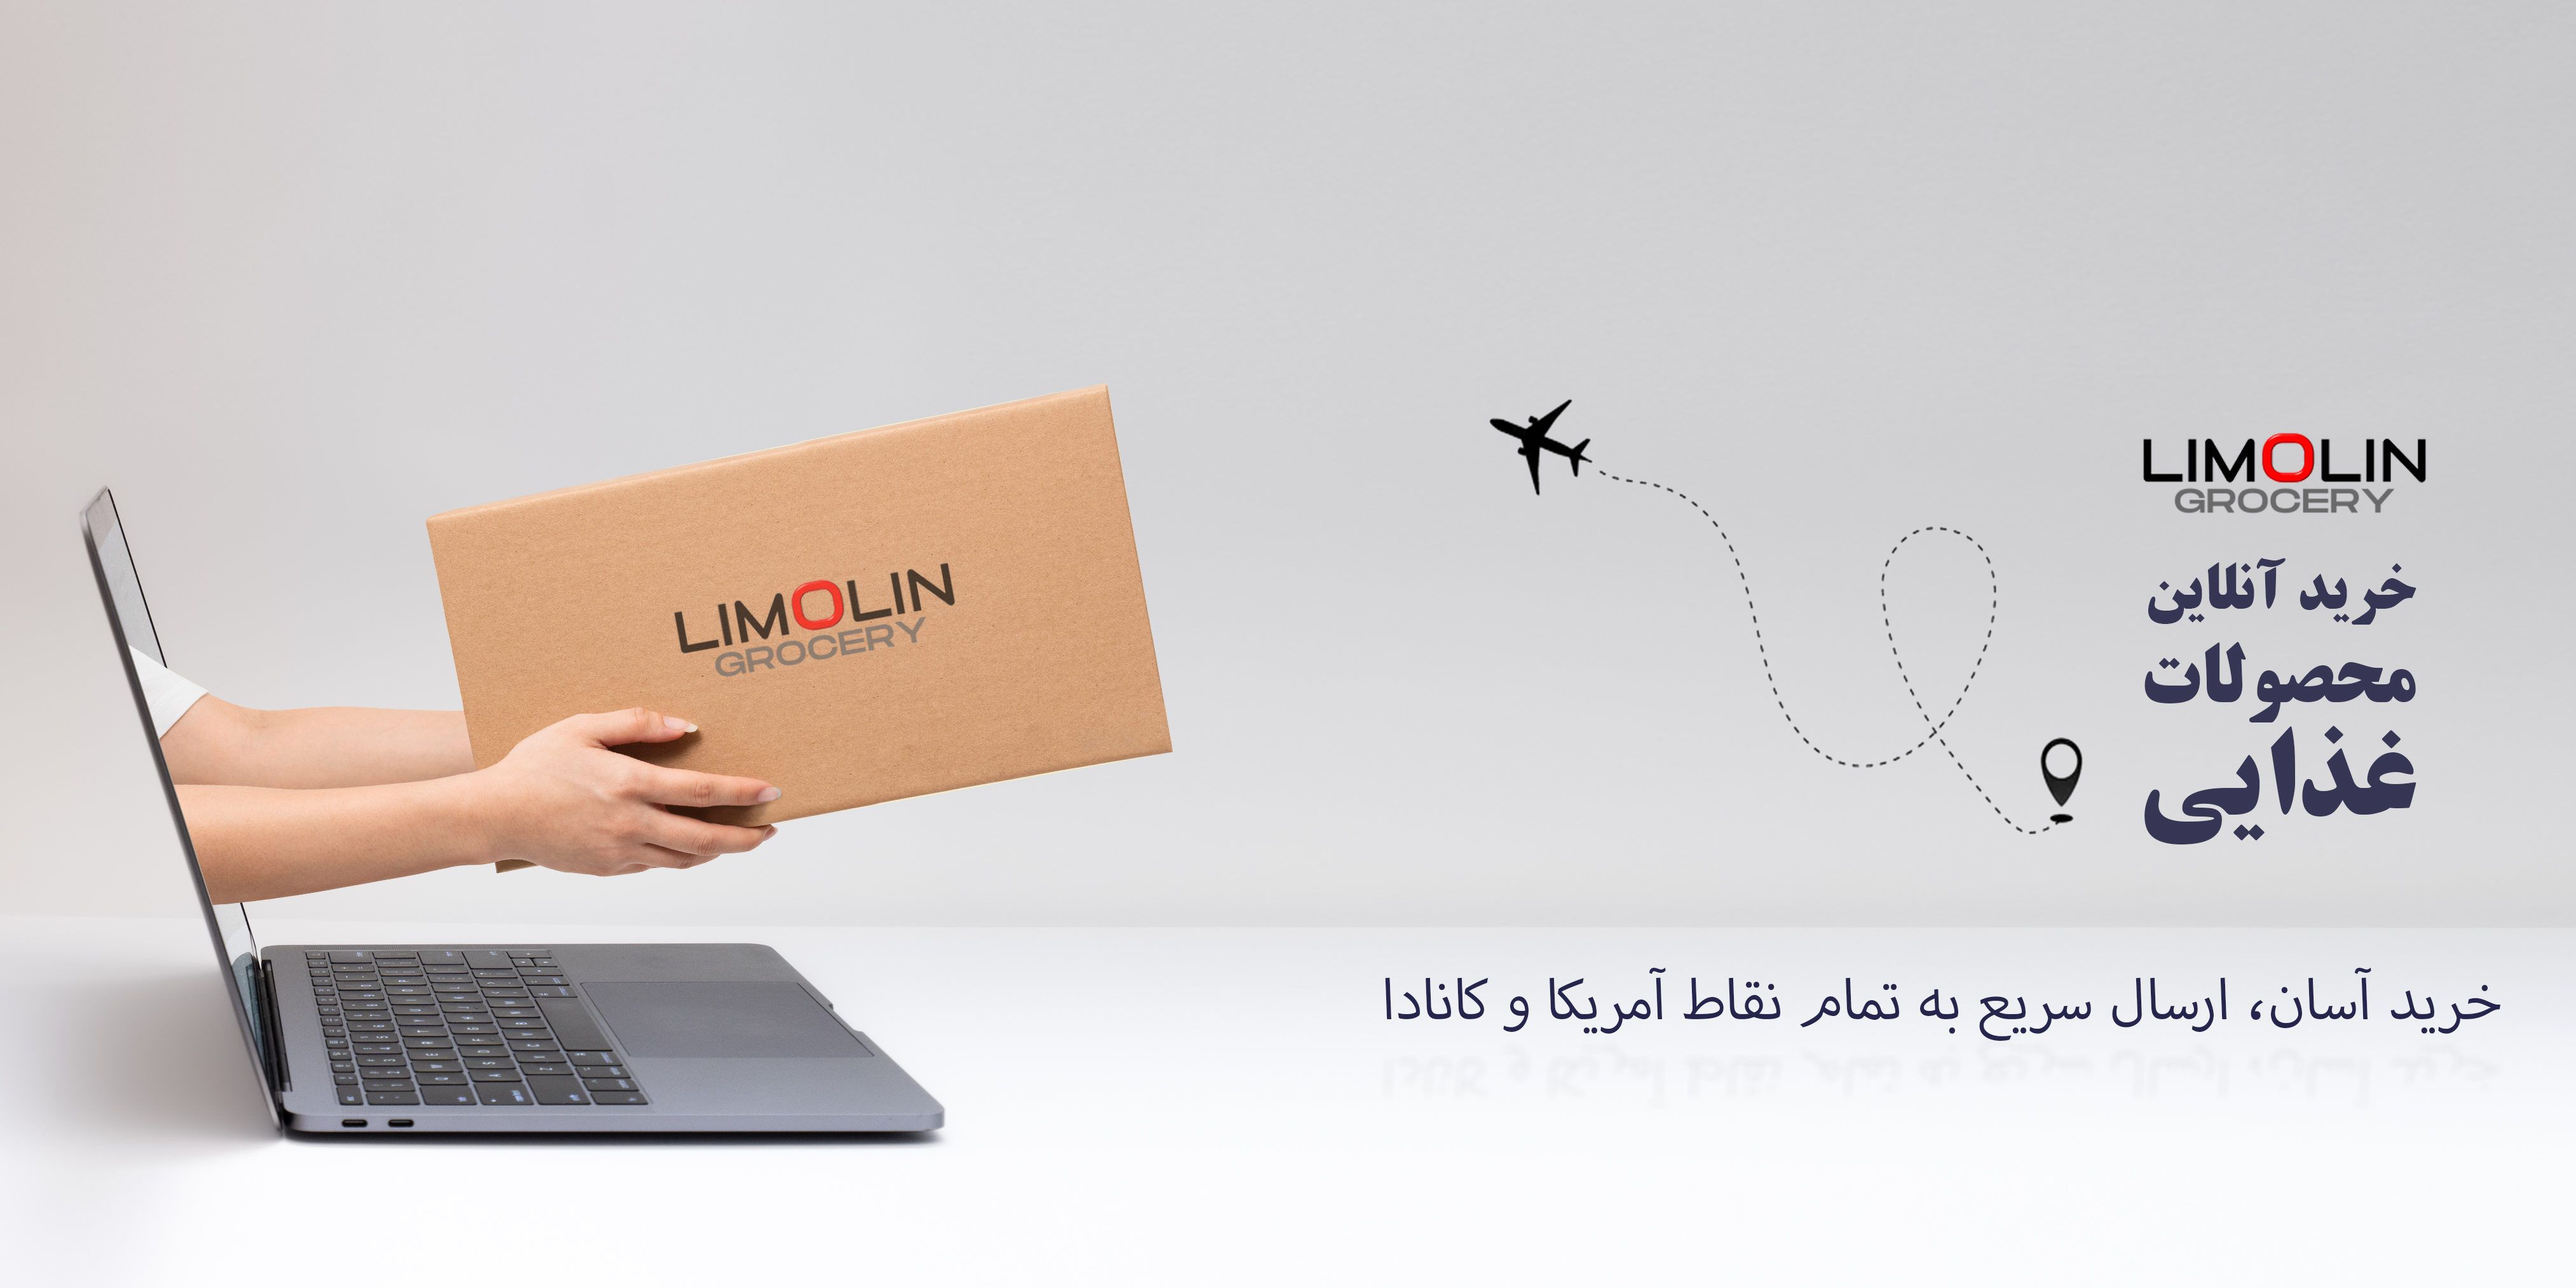 LIMOLIN
GROCERY
LIMOLIN
GROCERY
خرید آنلاین
محصولات
غذایی
خرید آسان، ارسال سریع به تمام نقاط آمریکا و کانادا